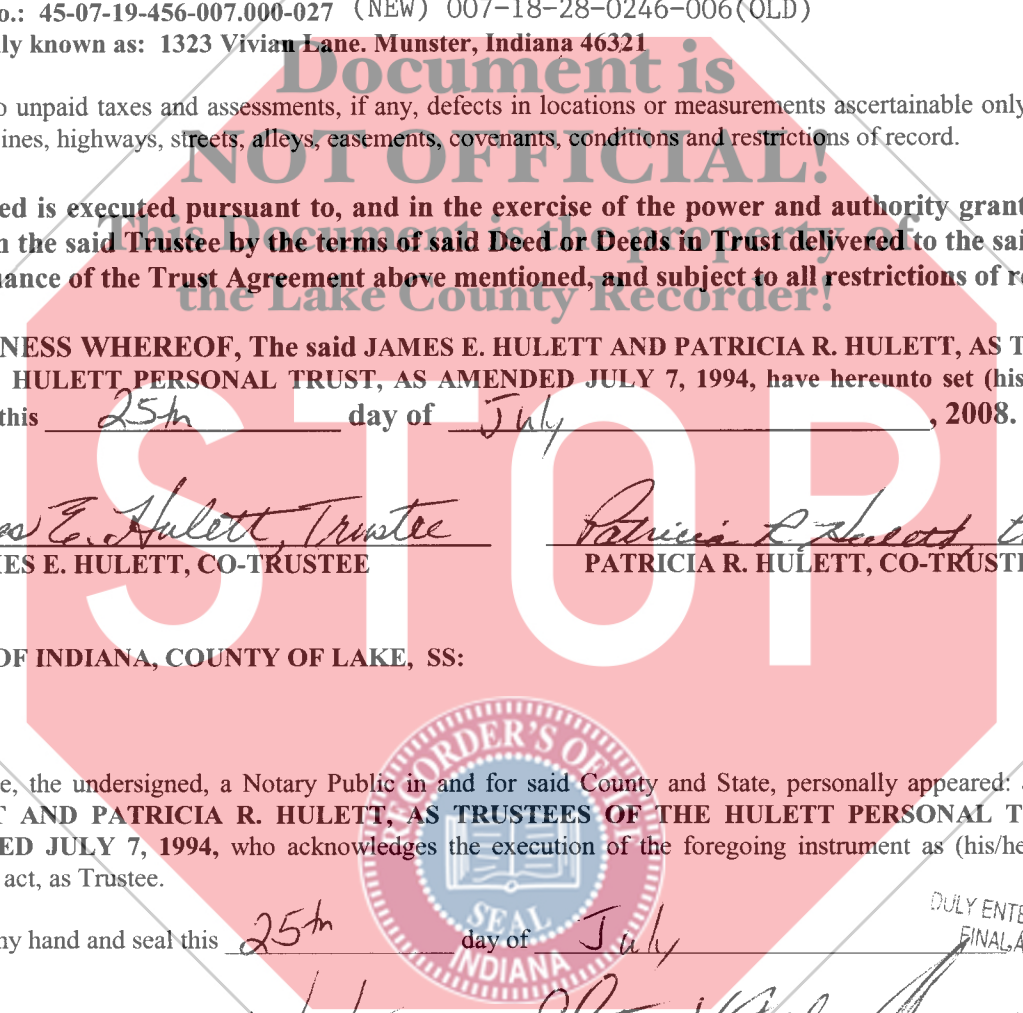 o.: 45-07-19-456-007.000-027 (NEW) 007-18-28-0246-006(OLD)
ly known as: 1323 Vivian Lane. Munster, Indiana 46321
Document is
o unpaid taxes and assessments, if any, defects in locations or measurements ascertainable only
ines, highways, streets, alleys, easements, covenants, conditions and restrictions of record.
NOT OFFICIAL!
ed is executed pursuant to, and in the exercise of the power and authority grant
This Document is the property of
n the said Trustee by the terms of said Deed or Deeds in Trust delivered to the sai
uance of the Trust Agreement above mentioned, and subject to all restrictions of re
the Lake County Recorder!
NESS WHEREOF, The said JAMES E. HULETT AND PATRICIA R. HULETT, AS T
HULETT PERSONAL TRUST, AS AMENDED JULY 7, 1994, have hereunto set (his
this 25th day of July, 2008.
STOP
es E. Hulett, Trustee Patricia R. Hulett, t
MES E. HULETT, CO-TRUSTEE PATRICIA R. HULETT, CO-TRUSTE
OF INDIANA, COUNTY OF LAKE, SS:
RECORDER'S OFFICE
e, the undersigned, a Notary Public in and for said County and State, personally appeared:
T AND PATRICIA R. HULETT, AS TRUSTEES OF THE HULETT PERSONAL T
ED JULY 7, 1994, who acknowledges the execution of the foregoing instrument as (his/he
act, as Trustee.
SEAL
DULY ENTE
FINAL A
ny hand and seal this 25th day of July
INDIANA